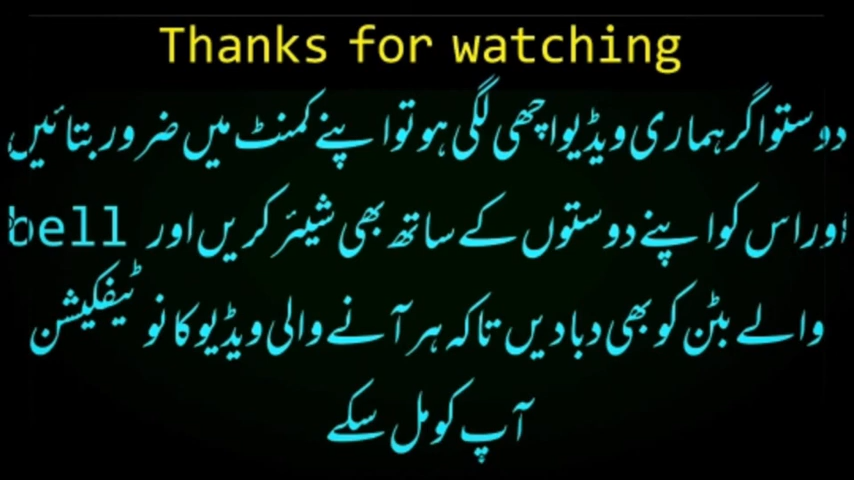 Thanks for watching
دوستو اگر ہماری ویڈیو اچھی لگی ہو تو اپنے کمنٹ میں ضرور بتائیں
اور اس کو اپنے دوستوں کے ساتھ بھی شیئر کریں اور bell
والے بٹن کو بھی دبا دیں تاکہ ہر آنے والی ویڈیو کا نوٹیفکیشن
آپ کو مل سکے